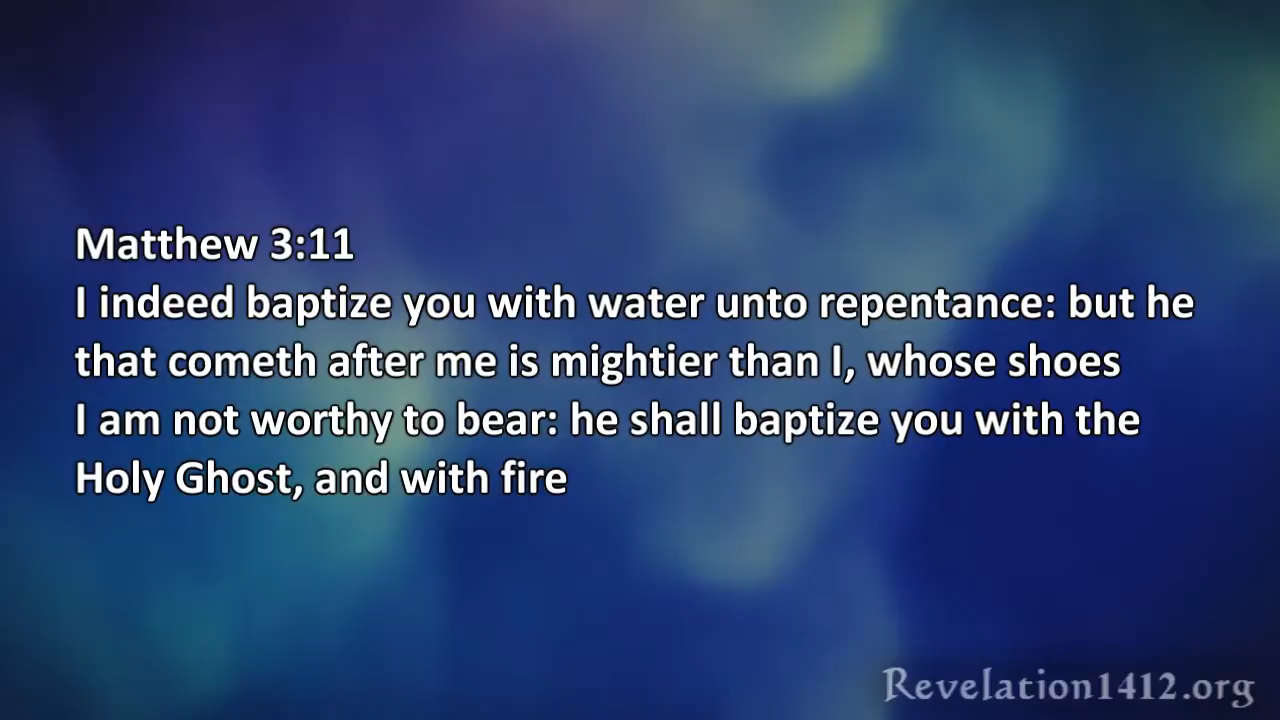 Matthew 3:11
I indeed baptize you with water unto repentance: but he
that cometh after me is mightier than I, whose shoes
I am not worthy to bear: he shall baptize you with the
Holy Ghost, and with fire
Revelation1412.org